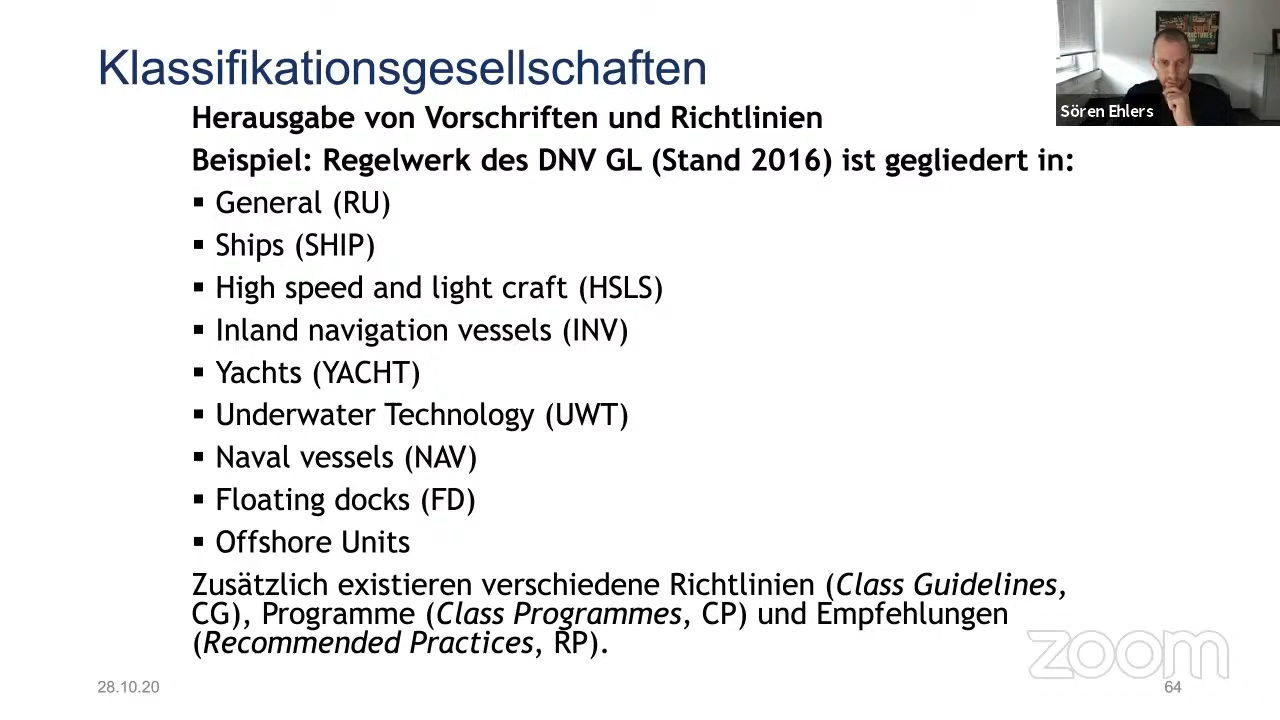 Klassifikationsgesellschaften
Herausgabe von Vorschriften und Richtlinien
Beispiel: Regelwerk des DNV GL (Stand 2016) ist gegliedert in:
▪ General (RU)
▪ Ships (SHIP)
▪ High speed and light craft (HSLS)
▪ Inland navigation vessels (INV)
▪ Yachts (YACHT)
▪ Underwater Technology (UWT)
▪ Naval vessels (NAV)
▪ Floating docks (FD)
▪ Offshore Units
Zusätzlich existieren verschiedene Richtlinien (Class Guidelines,
CG), Programme (Class Programmes, CP) und Empfehlungen
(Recommended Practices, RP).
28.10.20
64
Sören Ehlers
zoom